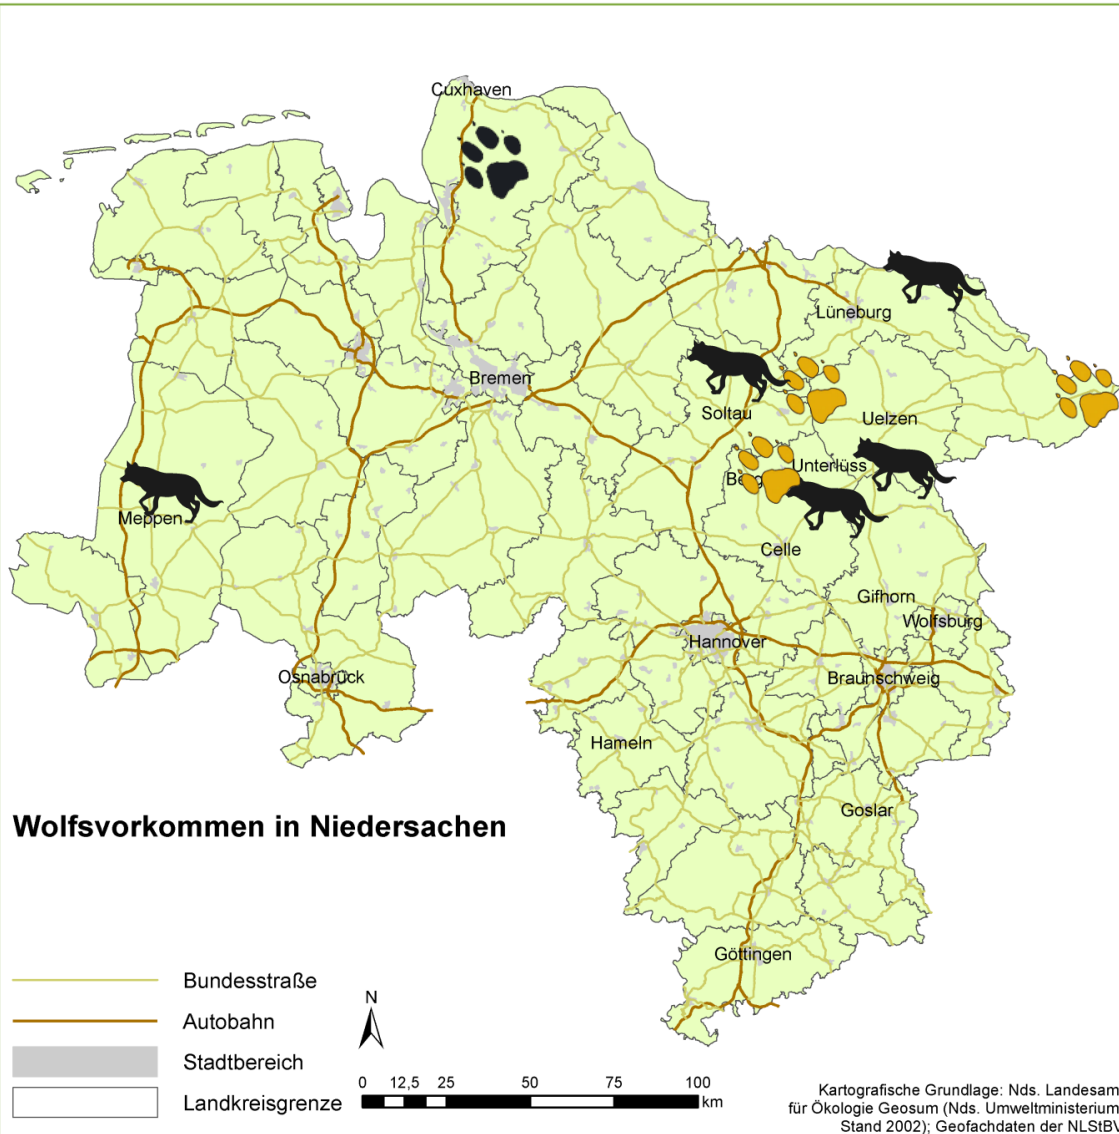 Cuxhaven
Lüneburg
Bremen
Soltau
Uelzen
Unterlüss
Meppen
Celle
Gifhorn
Wolfsburg
Hannover
Osnabrück
Braunschweig
Hameln
Goslar
Wolfsvorkommen in Niedersachen
Göttingen
Bundesstraße
Autobahn
Stadtbereich
Landkreisgrenze
N
0 12,5 25 50 75 100
km
Kartografische Grundlage: Nds. Landesam
für Ökologie Geosum (Nds. Umweltministerium
Stand 2002); Geofachdaten der NLStBV